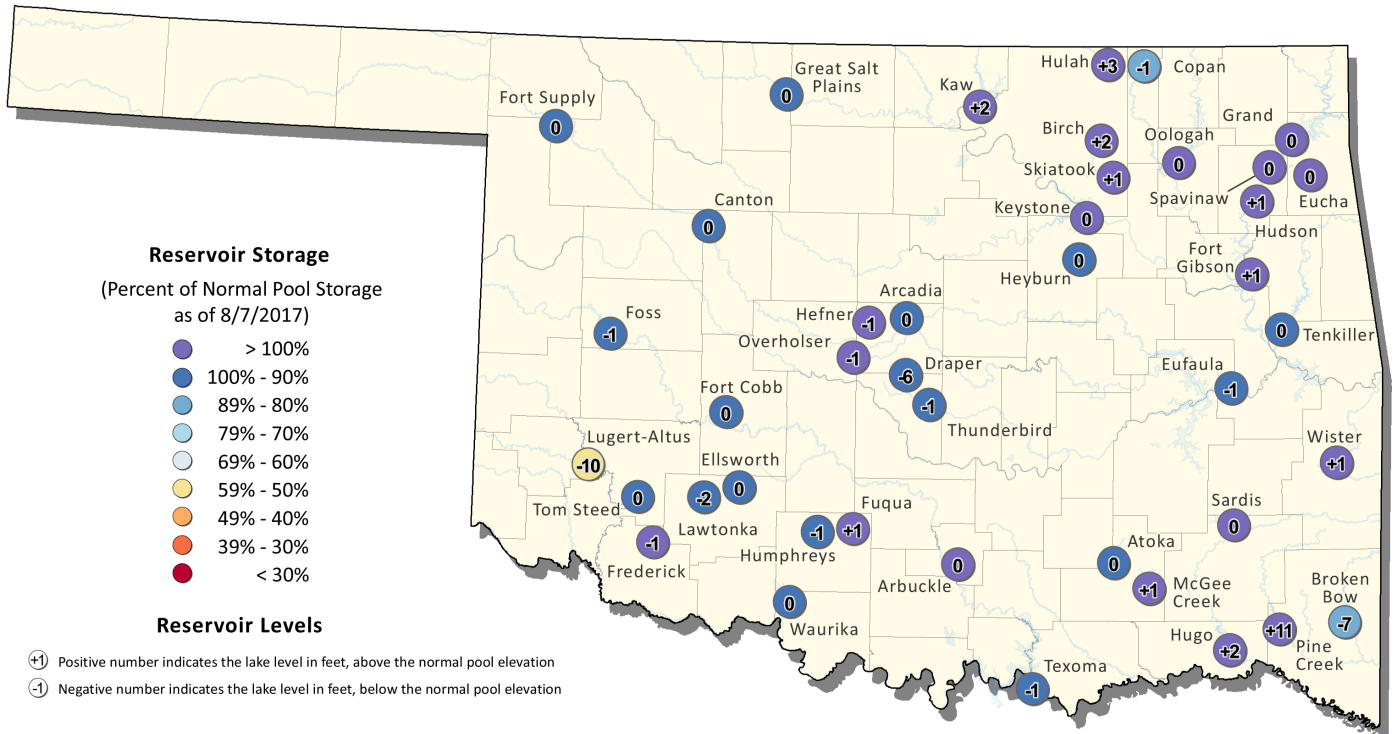 Great Salt
Plains
0
Fort Supply
0
Kaw
+2
Hulah
+3
-1
Copan
Birch
+2
Oologah
0
Grand
0
Skiatook
+1
0
Spavinaw
0
Eucha
+1
Hudson
Keystone
0
Canton
0
Heyburn
0
Fort
Gibson
+1
Reservoir Storage
(Percent of Normal Pool Storage
as of 8/7/2017)
> 100%
100% - 90%
89% - 80%
79% - 70%
69% - 60%
59% - 50%
49% - 40%
39% - 30%
< 30%
Foss
-1
Hefner
-1
Arcadia
0
Overholser
-1
Draper
-6
-1
Thunderbird
0
Tenkiller
Eufaula
-1
Fort Cobb
0
Lugert-Altus
-10
Ellsworth
0
Tom Steed
0
-2
Lawtonka
Wister
+1
Frederick
-1
Humphreys
-1
Fuqua
+1
Sardis
0
Arbuckle
0
Atoka
0
McGee
Creek
+1
Waurika
0
Broken
Bow
-7
Hugo
+2
+11
Pine
Creek
Texoma
-1
Reservoir Levels
+1 Positive number indicates the lake level in feet, above the normal pool elevation
-1 Negative number indicates the lake level in feet, below the normal pool elevation